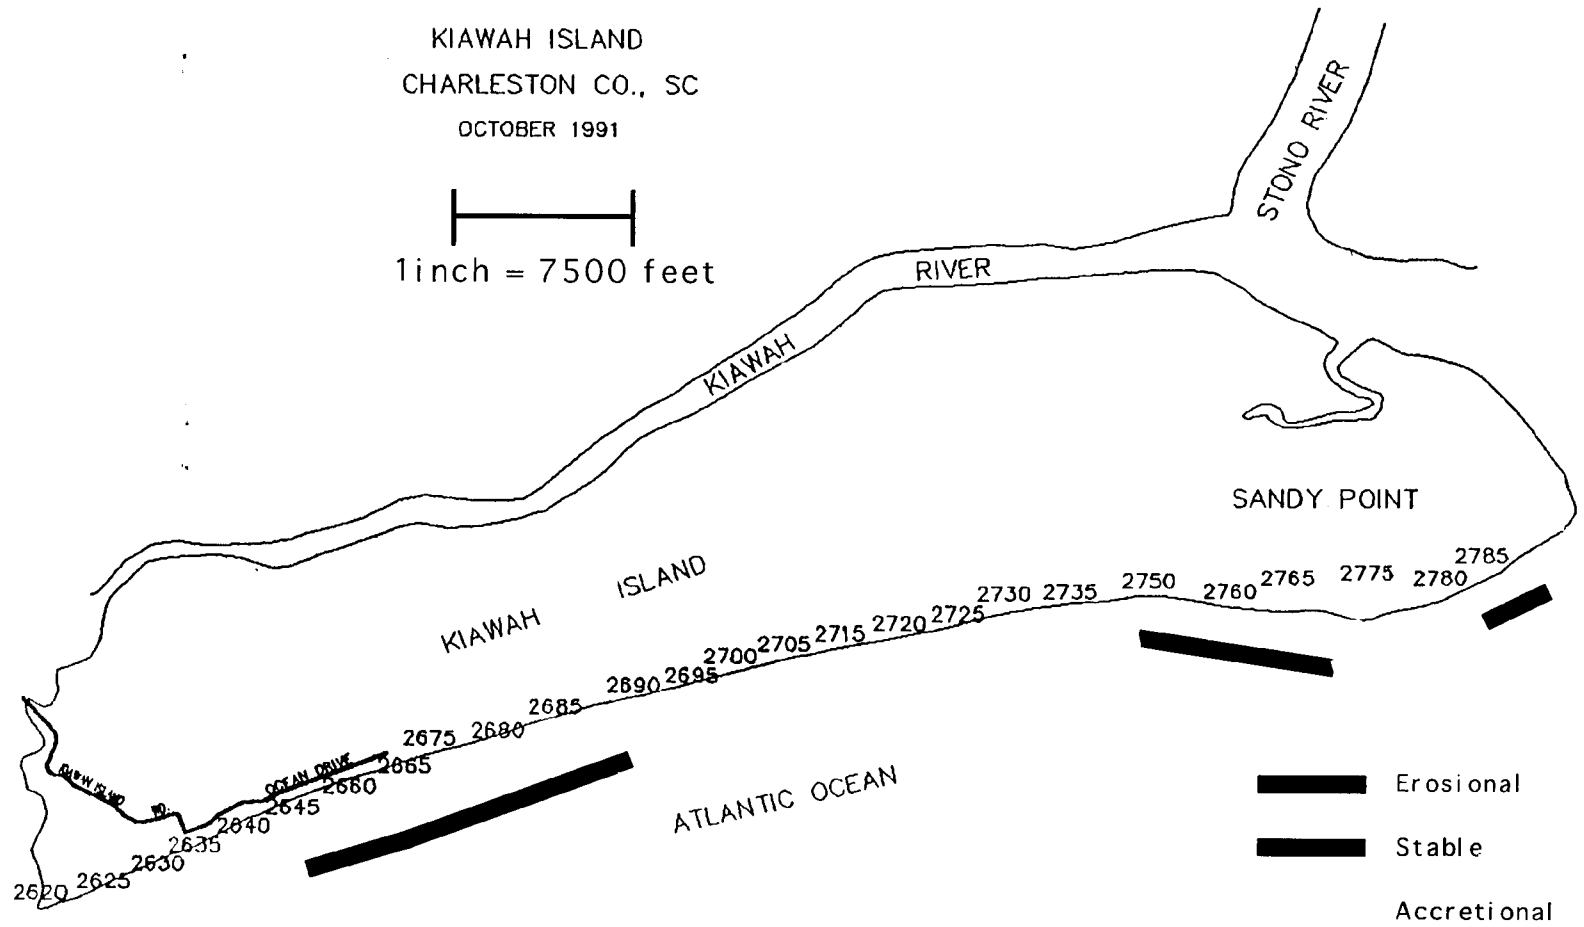 KIAWAH ISLAND
CHARLESTON CO., SC
OCTOBER 1991
1inch = 7500 feet
STONO RIVER
KIAWAH RIVER
SANDY POINT
KIAWAH ISLAND
2785
2780
2775
2765
2760
2750
2735
2730
2725
2720
2715
2705
2700
2695
2690
2685
2680
2675
2665
2660
2645
2640
2635
2630
2625
2620
OCEAN DRIVE
ISLAND RD.
ATLANTIC OCEAN
Erosional
Stable
Accretional